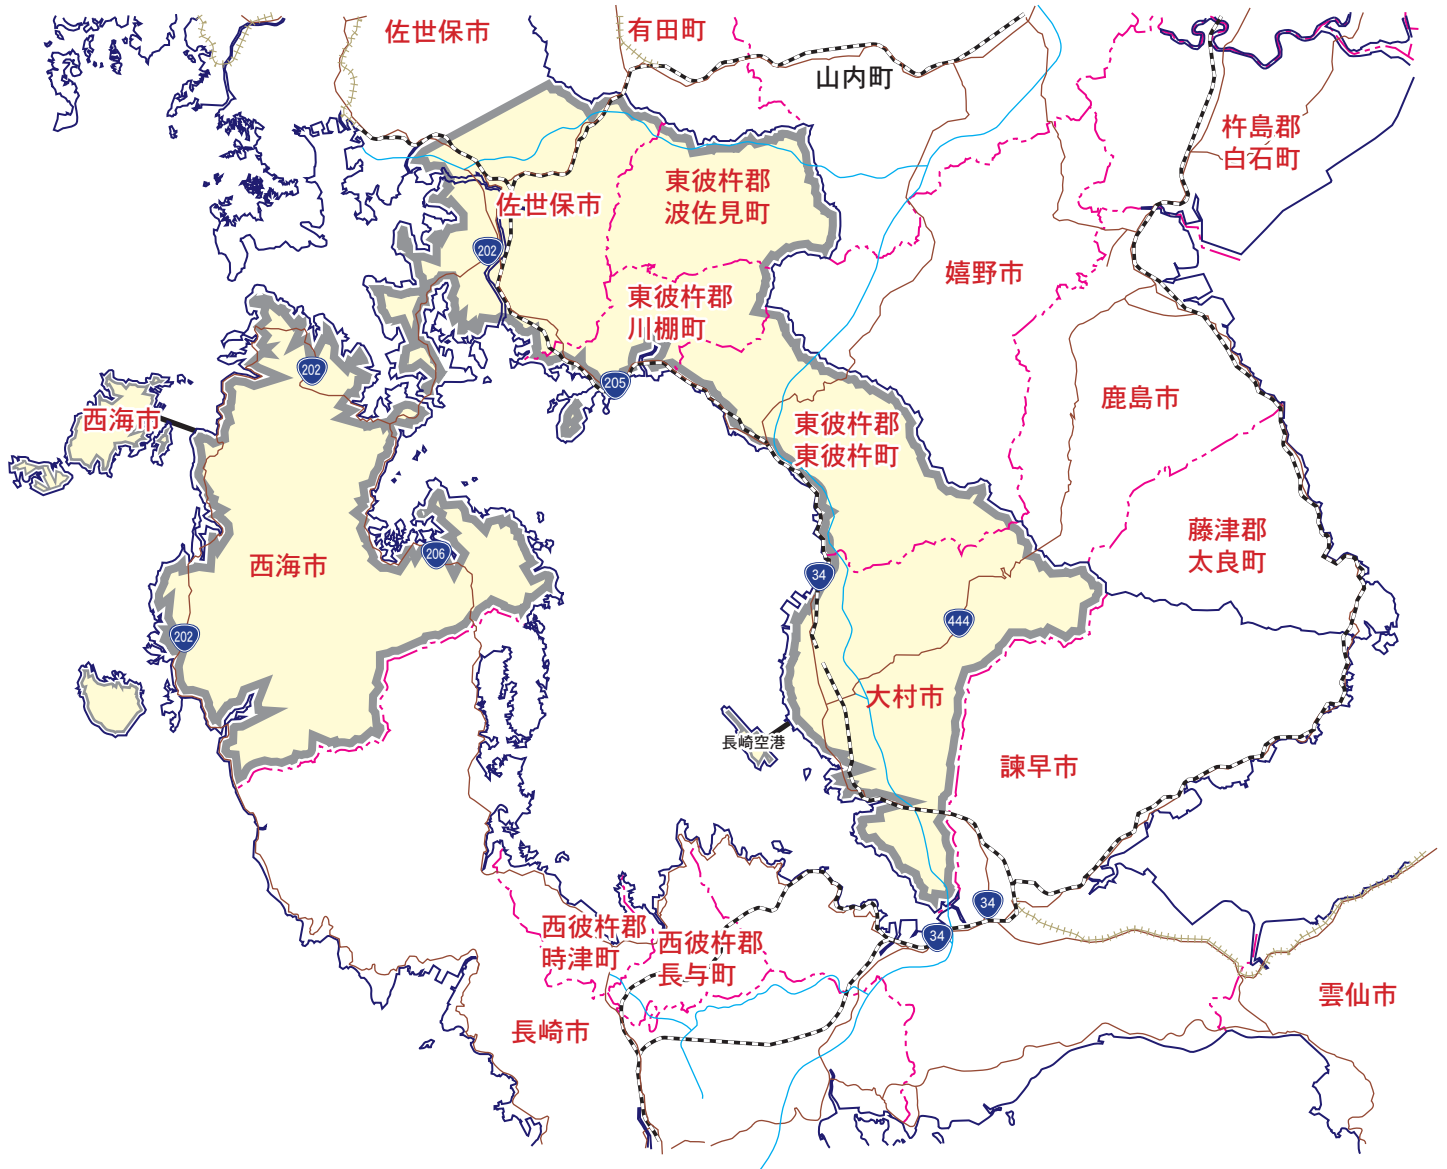 佐世保市
有田町
山内町
杵島郡
白石町
東彼杵郡
波佐見町
佐世保市
202
嬉野市
東彼杵郡
川棚町
202
205
鹿島市
西海市
東彼杵郡
東彼杵町
藤津郡
太良町
西海市
206
34
444
202
大村市
長崎空港
諫早市
34
34
西彼杵郡
時津町
西彼杵郡
長与町
雲仙市
長崎市